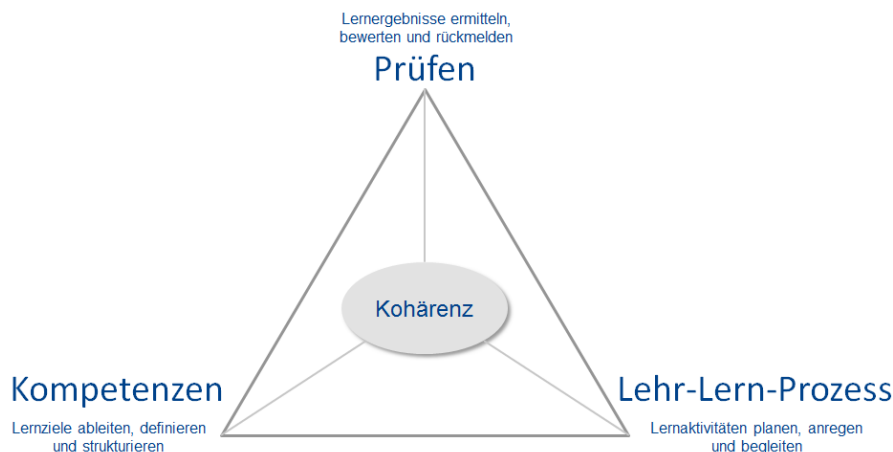 Lernergebnisse ermitteln,
bewerten und rückmelden
Prüfen
Kohärenz
Kompetenzen
Lernziele ableiten, definieren
und strukturieren
Lehr-Lern-Prozess
Lernaktivitäten planen, anregen
und begleiten